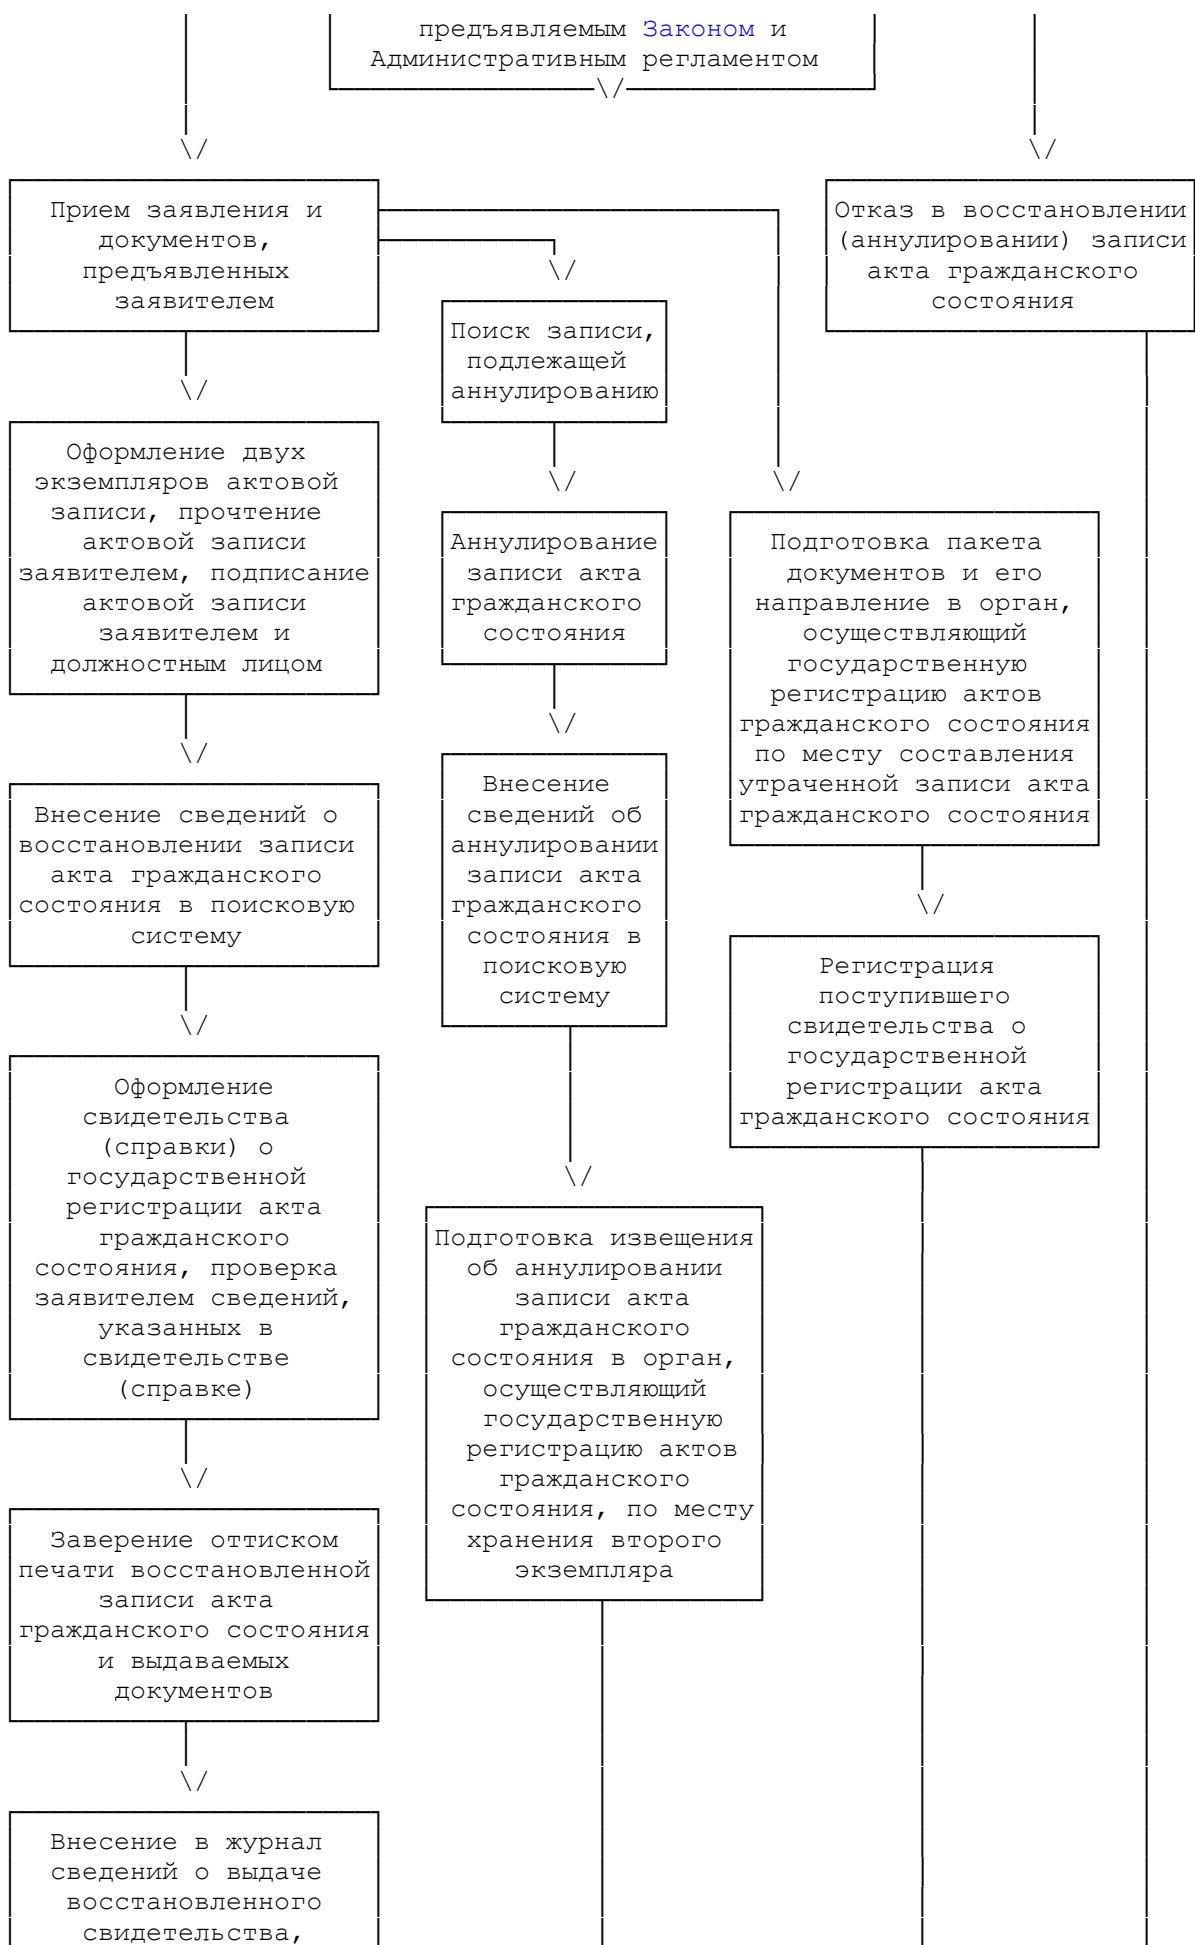 предъявляемым Законом и
Административным регламентом
Прием заявления и
документов,
предъявленных
заявителем
Отказ в восстановлении
(аннулировании) записи
акта гражданского
состояния
Поиск записи,
подлежащей
аннулированию
Оформление двух
экземпляров актовой
записи, прочтение
актовой записи
заявителем, подписание
актовой записи
заявителем и
должностным лицом
Аннулирование
записи акта
гражданского
состояния
Подготовка пакета
документов и его
направление в орган,
осуществляющий
государственную
регистрацию актов
гражданского состояния
по месту составления
утраченной записи акта
гражданского состояния
Внесение сведений о
восстановлении записи
акта гражданского
состояния в поисковую
систему
Внесение
сведений об
аннулировании
записи акта
гражданского
состояния в
поисковую
систему
Регистрация
поступившего
свидетельства о
государственной
регистрации акта
гражданского состояния
Оформление
свидетельства
(справки) о
государственной
регистрации акта
гражданского
состояния, проверка
заявителем сведений,
указанных в
свидетельстве
(справке)
Подготовка извещения
об аннулировании
записи акта
гражданского
состояния в орган,
осуществляющий
государственную
регистрацию актов
гражданского
состояния, по месту
хранения второго
экземпляра
Заверение оттиском
печати восстановленной
записи акта
гражданского состояния
и выдаваемых
документов
Внесение в журнал
сведений о выдаче
восстановленного
свидетельства,